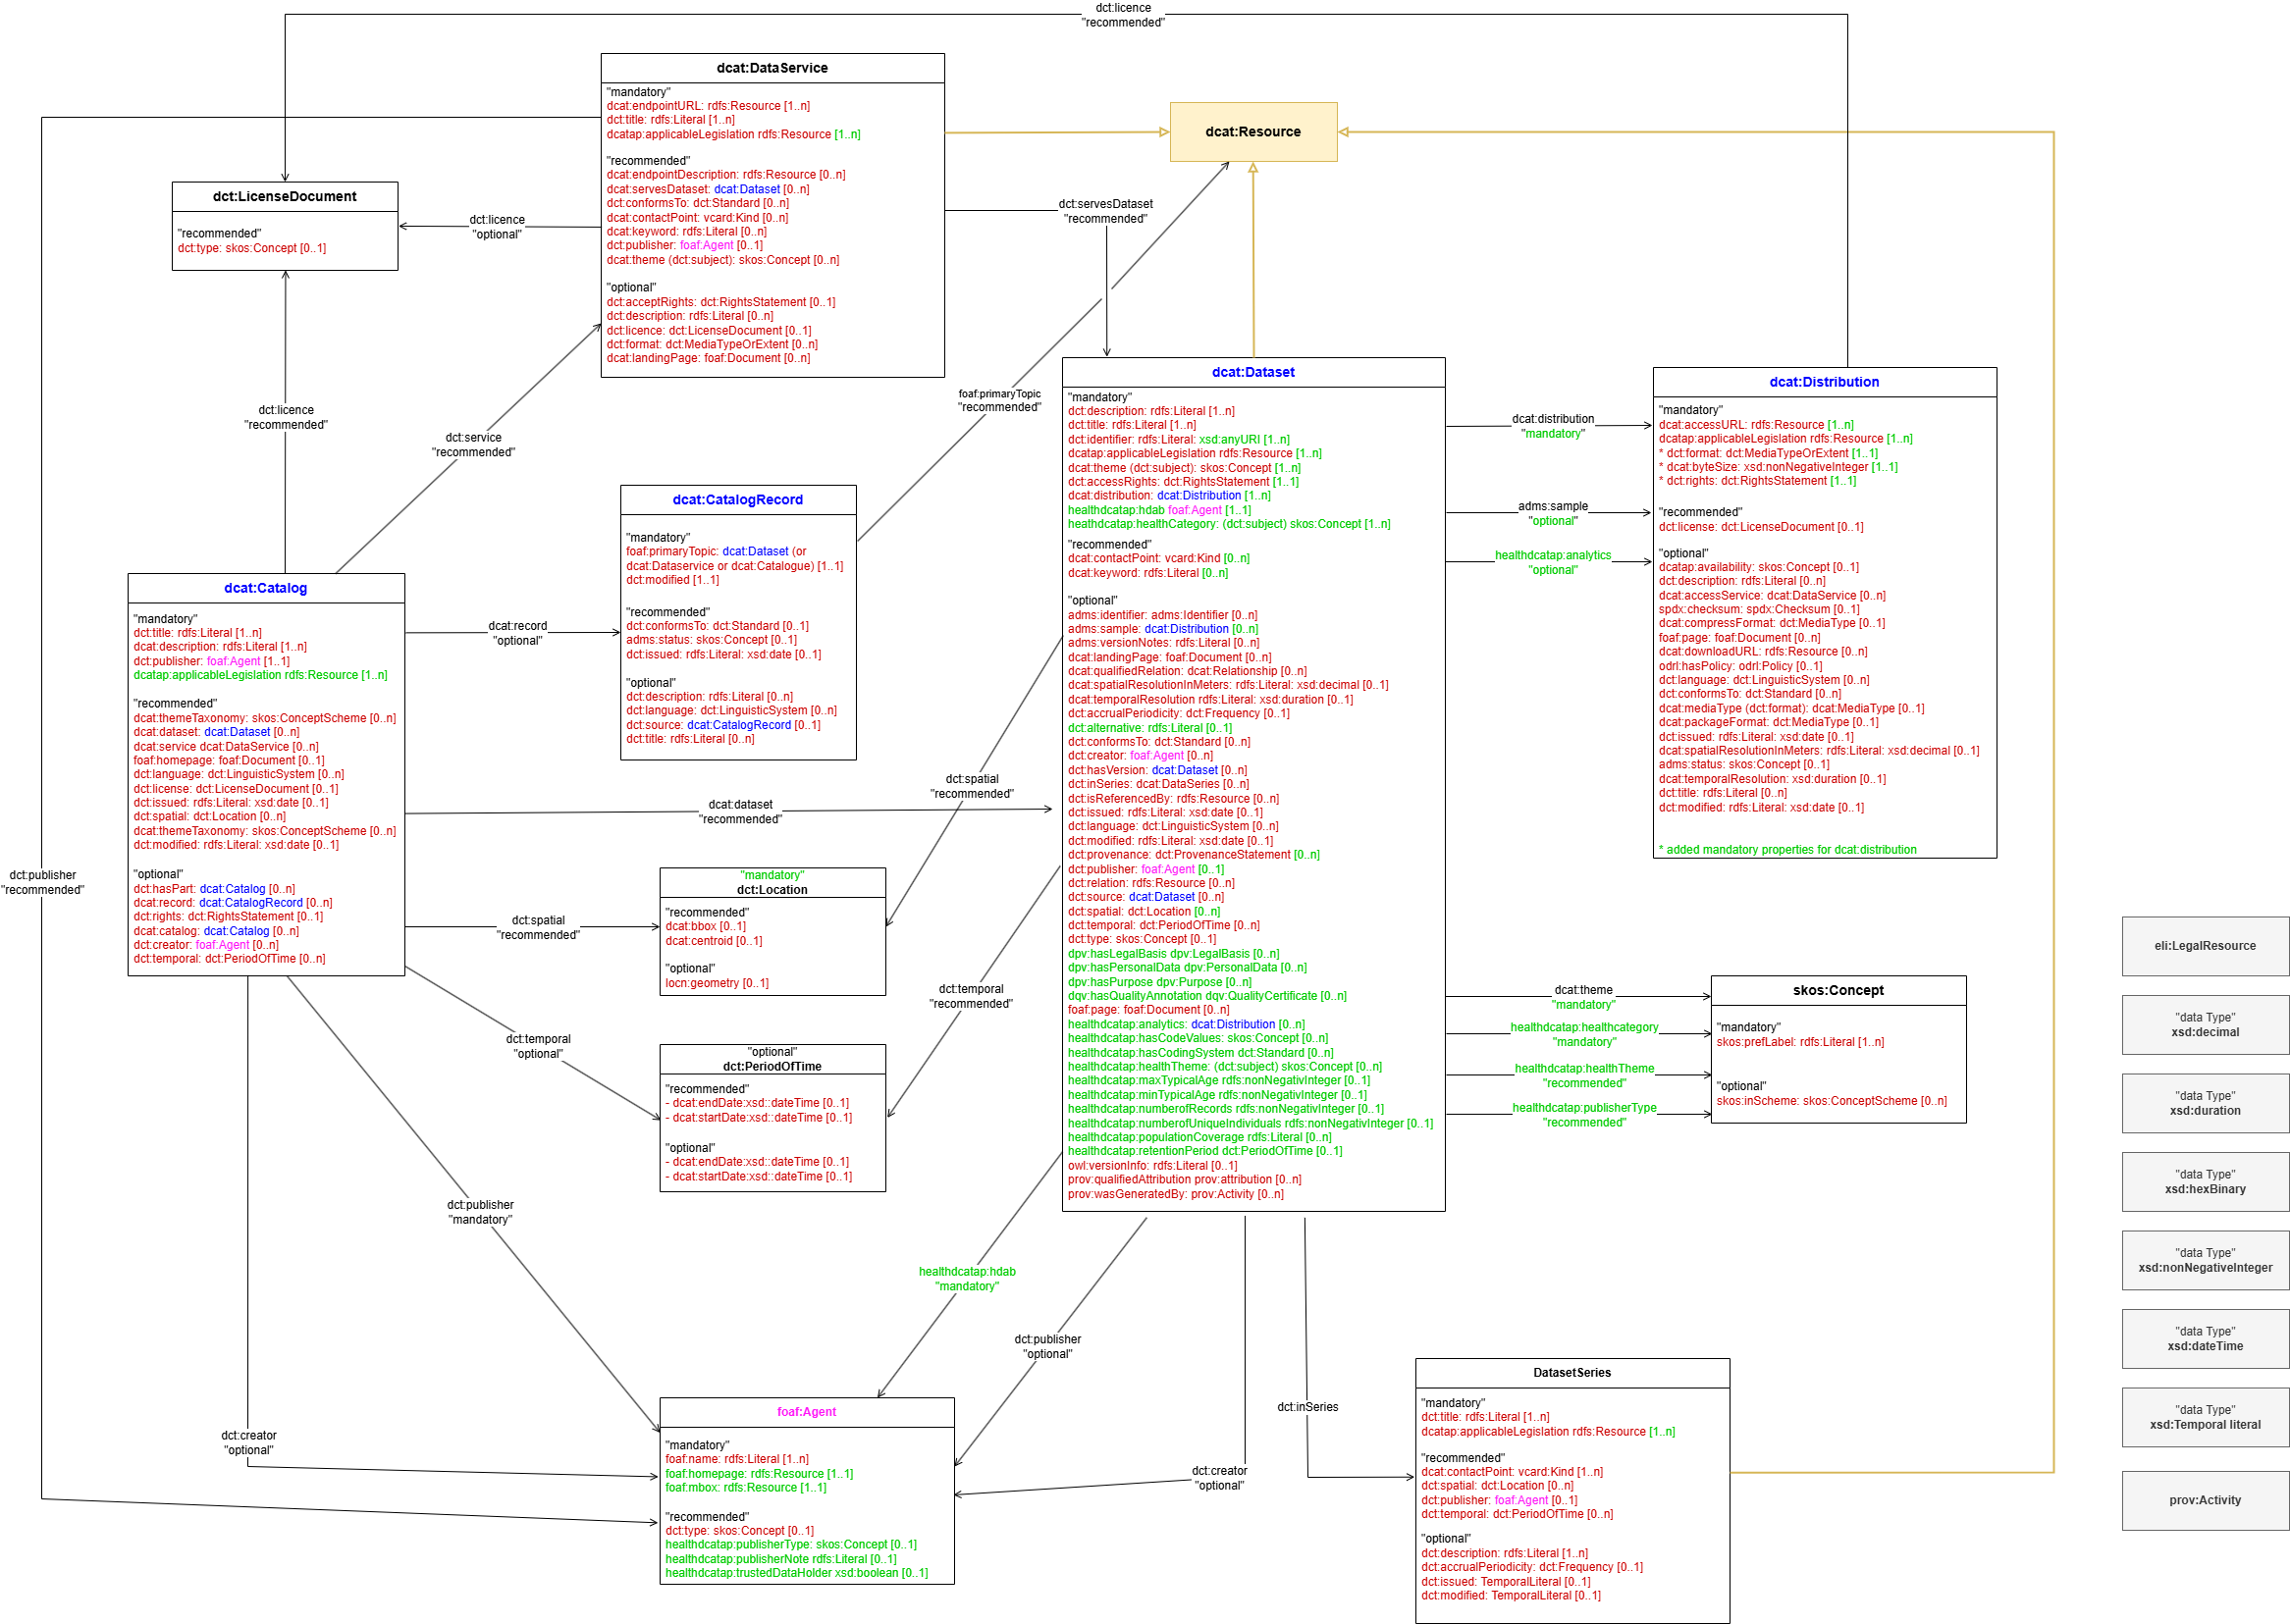 dct:licence
"recommended"
dcat:DataService
"mandatory"
dcat:endpointURL: rdfs:Resource [1..n]
dct:title: rdfs:Literal [1..n]
dcatap:applicableLegislation rdfs:Resource [1..n]
"recommended"
dcat:endpointDescription: rdfs:Resource [0..n]
dcat:servesDataset: dcat:Dataset [0..n]
dct:conformsTo: dct:Standard [0..n]
dcat:contactPoint: vcard:Kind [0..n]
dcat:keyword: rdfs:Literal [0..n]
dct:publisher: foaf:Agent [0..1]
dcat:theme (dct:subject): skos:Concept [0..n]
"optional"
dct:acceptRights: dct:RightsStatement [0..1]
dct:description: rdfs:Literal [0..n]
dct:licence: dct:LicenseDocument [0..1]
dct:format: dct:MediaTypeOrExtent [0..n]
dcat:landingPage: foaf:Document [0..n]
dcat:Resource
dct:LicenseDocument
"recommended"
dct:type: skos:Concept [0..1]
dct:licence
"optional"
dct:servesDataset
"recommended"
dct:licence
"recommended"
dct:service
"recommended"
foaf:primaryTopic
"recommended"
dcat:CatalogRecord
"mandatory"
foaf:primaryTopic: dcat:Dataset (or
dcat:Dataservice or dcat:Catalogue) [1..1]
dct:modified [1..1]
"recommended"
dct:conformsTo: dct:Standard [0..1]
adms:status: skos:Concept [0..1]
dct:issued: rdfs:Literal: xsd:date [0..1]
"optional"
dct:description: rdfs:Literal [0..n]
dct:language: dct:LinguisticSystem [0..n]
dct:source: dcat:CatalogRecord [0..1]
dct:title: rdfs:Literal [0..n]
dcat:Catalog
"mandatory"
dct:title: rdfs:Literal [1..n]
dcat:description: rdfs:Literal [1..n]
dct:publisher: foaf:Agent [1..1]
dcatap:applicableLegislation rdfs:Resource [1..n]
"recommended"
dcat:themeTaxonomy: skos:ConceptScheme [0..n]
dcat:dataset: dcat:Dataset [0..n]
dcat:service dcat:DataService [0..n]
foaf:homepage: foaf:Document [0..1]
dct:language: dct:LinguisticSystem [0..n]
dct:license: dct:LicenseDocument [0..1]
dct:issued: rdfs:Literal: xsd:date [0..1]
dct:spatial: dct:Location [0..n]
dcat:themeTaxonomy: skos:ConceptScheme [0..n]
dct:modified: rdfs:Literal: xsd:date [0..1]
"optional"
dct:hasPart: dcat:Catalog [0..n]
dcat:record: dcat:CatalogRecord [0..n]
dct:rights: dct:RightsStatement [0..1]
dcat:catalog: dcat:Catalog [0..n]
dct:creator: foaf:Agent [0..n]
dct:temporal: dct:PeriodOfTime [0..n]
dcat:record
"optional"
dct:spatial
"recommended"
dcat:dataset
"recommended"
dct:publisher
"recommended"
dct:spatial
"recommended"
"mandatory"
dct:Location
"recommended"
dcat:bbox [0..1]
dcat:centroid [0..1]
"optional"
locn:geometry [0..1]
dct:temporal
"recommended"
dct:temporal
"optional"
"optional"
dct:PeriodOfTime
"recommended"
- dcat:endDate:xsd::dateTime [0..1]
- dcat:startDate:xsd::dateTime [0..1]
"optional"
- dcat:endDate:xsd::dateTime [0..1]
- dcat:startDate:xsd::dateTime [0..1]
dct:publisher
"mandatory"
healthdcatap:hdab
"mandatory"
dct:publisher
"optional"
dct:creator
"optional"
foaf:Agent
"mandatory"
foaf:name: rdfs:Literal [1..n]
foaf:homepage: rdfs:Resource [1..1]
foaf:mbox: rdfs:Resource [1..1]
"recommended"
dct:type: skos:Concept [0..1]
healthdcatap:publisherType: skos:Concept [0..1]
healthdcatap:publisherNote rdfs:Literal [0..1]
healthdcatap:trustedDataHolder xsd:boolean [0..1]
dct:creator
"optional"
dct:inSeries
dcat:Dataset
"mandatory"
dct:description: rdfs:Literal [1..n]
dct:title: rdfs:Literal [1..n]
dct:identifier: rdfs:Literal: xsd:anyURI [1..n]
dcatap:applicableLegislation rdfs:Resource [1..n]
dcat:theme (dct:subject): skos:Concept [1..n]
dct:accessRights: dct:RightsStatement [1..1]
dcat:distribution: dcat:Distribution [1..n]
healthdcatap:hdab foaf:Agent [1..1]
heathdcatap:healthCategory: (dct:subject) skos:Concept [1..n]
"recommended"
dcat:contactPoint: vcard:Kind [0..n]
dcat:keyword: rdfs:Literal [0..n]
"optional"
adms:identifier: adms:Identifier [0..n]
adms:sample: dcat:Distribution [0..n]
adms:versionNotes: rdfs:Literal [0..n]
dcat:landingPage: foaf:Document [0..n]
dcat:qualifiedRelation: dcat:Relationship [0..n]
dcat:spatialResolutionInMeters: rdfs:Literal: xsd:decimal [0..1]
dcat:temporalResolution rdfs:Literal: xsd:duration [0..1]
dct:accrualPeriodicity: dct:Frequency [0..1]
dct:alternative: rdfs:Literal [0..1]
dct:conformsTo: dct:Standard [0..n]
dct:creator: foaf:Agent [0..n]
dct:hasVersion: dcat:Dataset [0..n]
dct:inSeries: dcat:DataSeries [0..n]
dct:isReferencedBy: rdfs:Resource [0..n]
dct:issued: rdfs:Literal: xsd:date [0..1]
dct:language: dct:LinguisticSystem [0..n]
dct:modified: rdfs:Literal: xsd:date [0..1]
dct:provenance: dct:ProvenanceStatement [0..n]
dct:publisher: foaf:Agent [0..1]
dct:relation: rdfs:Resource [0..n]
dct:source: dcat:Dataset [0..n]
dct:spatial: dct:Location [0..n]
dct:temporal: dct:PeriodOfTime [0..n]
dct:type: skos:Concept [0..1]
dpv:hasLegalBasis dpv:LegalBasis [0..n]
dpv:hasPersonalData dpv:PersonalData [0..n]
dpv:hasPurpose dpv:Purpose [0..n]
dqv:hasQualityAnnotation dqv:QualityCertificate [0..n]
foaf:page: foaf:Document [0..n]
healthdcatap:analytics: dcat:Distribution [0..n]
healthdcatap:hasCodeValues: skos:Concept [0..n]
healthdcatap:hasCodingSystem dct:Standard [0..n]
healthdcatap:healthTheme: (dct:subject) skos:Concept [0..n]
healthdcatap:maxTypicalAge rdfs:nonNegativInteger [0..1]
healthdcatap:minTypicalAge rdfs:nonNegativInteger [0..1]
healthdcatap:numberofRecords rdfs:nonNegativInteger [0..1]
healthdcatap:numberofUniqueIndividuals rdfs:nonNegativInteger [0..1]
healthdcatap:populationCoverage rdfs:Literal [0..n]
healthdcatap:retentionPeriod dct:PeriodOfTime [0..1]
owl:versionInfo: rdfs:Literal [0..1]
prov:qualifiedAttribution prov:attribution [0..n]
prov:wasGeneratedBy: prov:Activity [0..n]
dcat:distribution
"mandatory"
adms:sample
"optional"
healthdcatap:analytics
"optional"
dcat:Distribution
"mandatory"
dcat:accessURL: rdfs:Resource [1..n]
dcatap:applicableLegislation rdfs:Resource [1..n]
* dct:format: dct:MediaTypeOrExtent [1..1]
* dcat:byteSize: xsd:nonNegativeInteger [1..1]
* dct:rights: dct:RightsStatement [1..1]
"recommended"
dct:license: dct:LicenseDocument [0..1]
"optional"
dcatap:availability: skos:Concept [0..1]
dct:description: rdfs:Literal [0..n]
dcat:accessService: dcat:DataService [0..n]
spdx:checksum: spdx:Checksum [0..1]
dcat:compressFormat: dct:MediaType [0..1]
foaf:page: foaf:Document [0..n]
dcat:downloadURL: rdfs:Resource [0..n]
odrl:hasPolicy: odrl:Policy [0..1]
dct:language: dct:LinguisticSystem [0..n]
dct:conformsTo: dct:Standard [0..n]
dcat:mediaType (dct:format): dcat:MediaType [0..1]
dcat:packageFormat: dct:MediaType [0..1]
dct:issued: rdfs:Literal: xsd:date [0..1]
dcat:spatialResolutionInMeters: rdfs:Literal: xsd:decimal [0..1]
adms:status: skos:Concept [0..1]
dcat:temporalResolution: xsd:duration [0..1]
dct:title: rdfs:Literal [0..n]
dct:modified: rdfs:Literal: xsd:date [0..1]
* added mandatory properties for dcat:distribution
dcat:theme
"mandatory"
healthdcatap:healthcategory
"mandatory"
healthdcatap:healthTheme
"recommended"
healthdcatap:publisherType
"recommended"
skos:Concept
"mandatory"
skos:prefLabel: rdfs:Literal [1..n]
"optional"
skos:inScheme: skos:ConceptScheme [0..n]
DatasetSeries
"mandatory"
dct:title: rdfs:Literal [1..n]
dcatap:applicableLegislation rdfs:Resource [1..n]
"recommended"
dcat:contactPoint: vcard:Kind [1..n]
dct:spatial: dct:Location [0..n]
dct:publisher: foaf:Agent [0..1]
dct:temporal: dct:PeriodOfTime [0..n]
"optional"
dct:description: rdfs:Literal [1..n]
dct:accrualPeriodicity: dct:Frequency [0..1]
dct:issued: TemporalLiteral [0..1]
dct:modified: TemporalLiteral [0..1]
eli:LegalResource
"data Type"
xsd:decimal
"data Type"
xsd:duration
"data Type"
xsd:hexBinary
"data Type"
xsd:nonNegativeInteger
"data Type"
xsd:dateTime
"data Type"
xsd:Temporal literal
prov:Activity